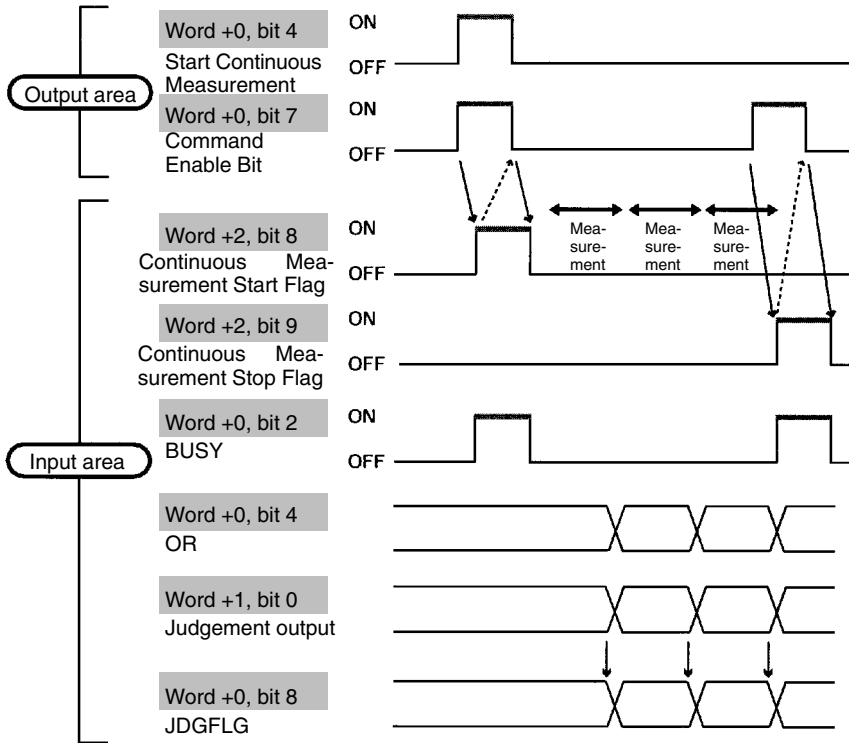 Output area
Word +0, bit 4
Start Continuous
Measurement
ON
OFF
Word +0, bit 7
Command
Enable Bit
ON
OFF
Input area
Word +2, bit 8
Continuous Mea-
surement Start Flag
ON
OFF
Mea-
sure-
ment
Mea-
sure-
ment
Mea-
sure-
ment
Word +2, bit 9
Continuous Mea-
surement Stop Flag
ON
OFF
Word +0, bit 2
BUSY
ON
OFF
Word +0, bit 4
OR
Word +1, bit 0
Judgement output
Word +0, bit 8
JDGFLG